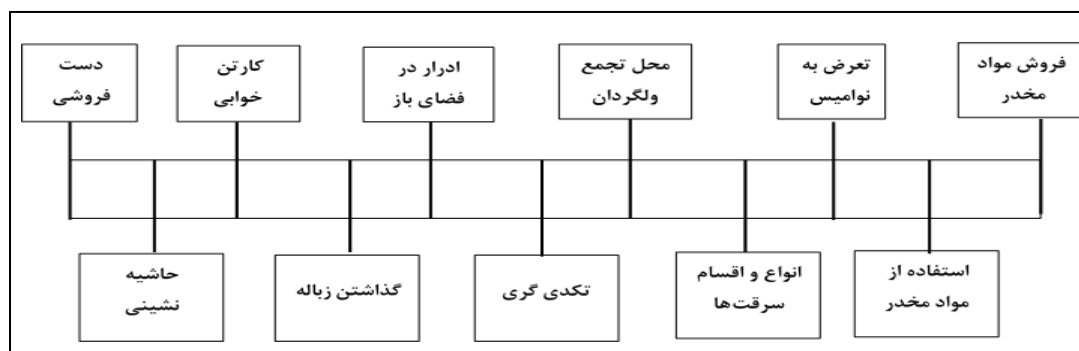 فروش مواد
مخدر
تعرض به
نوامیس
محل تجمع
ولگردان
ادرار در
فضای باز
کارتن
خوابی
دست
فروشی
استفاده از
مواد مخدر
انواع و اقسام
سرقت‌ها
تکدی گری
گذاشتن زباله
حاشیه
نشینی